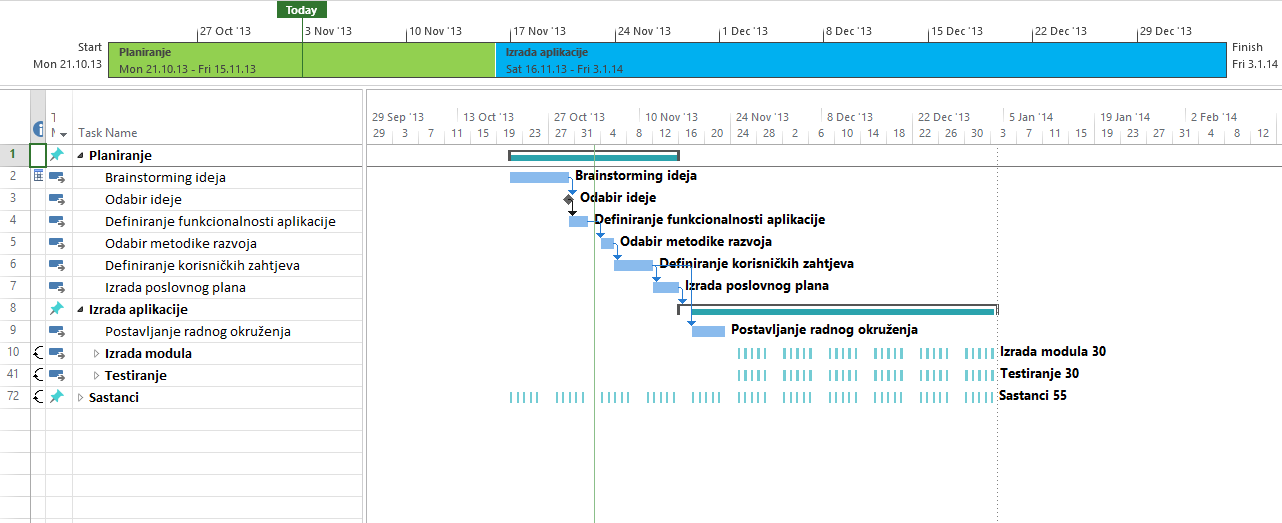 Today
27 Oct '13 3 Nov '13 10 Nov '13 17 Nov '13 24 Nov '13 1 Dec '13 8 Dec '13 15 Dec '13 22 Dec '13 29 Dec '13
Start Planiranje Izrada aplikacije Finish
Mon 21.10.13 Mon 21.10.13 - Fri 15.11.13 Sat 16.11.13 - Fri 3.1.14 Fri 3.1.14
29 Sep '13 13 Oct '13 27 Oct '13 10 Nov '13 24 Nov '13 8 Dec '13 22 Dec '13 5 Jan '14 19 Jan '14 2 Feb '14
Task Name 29 3 7 11 15 19 23 27 31 4 8 12 16 20 24 28 2 6 10 14 18 22 26 30 3 7 11 15 19 23 27 31 4 8 12
1 Planiranje
2 Brainstorming ideja Brainstorming ideja
3 Odabir ideje Odabir ideje
4 Definiranje funkcionalnosti aplikacije Definiranje funkcionalnosti aplikacije
5 Odabir metodike razvoja Odabir metodike razvoja
6 Definiranje korisničkih zahtjeva Definiranje korisničkih zahtjeva
7 Izrada poslovnog plana Izrada poslovnog plana
8 Izrada aplikacije
9 Postavljanje radnog okruženja Postavljanje radnog okruženja
10 Izrada modula Izrada modula 30
41 Testiranje Testiranje 30
72 Sastanci Sastanci 55